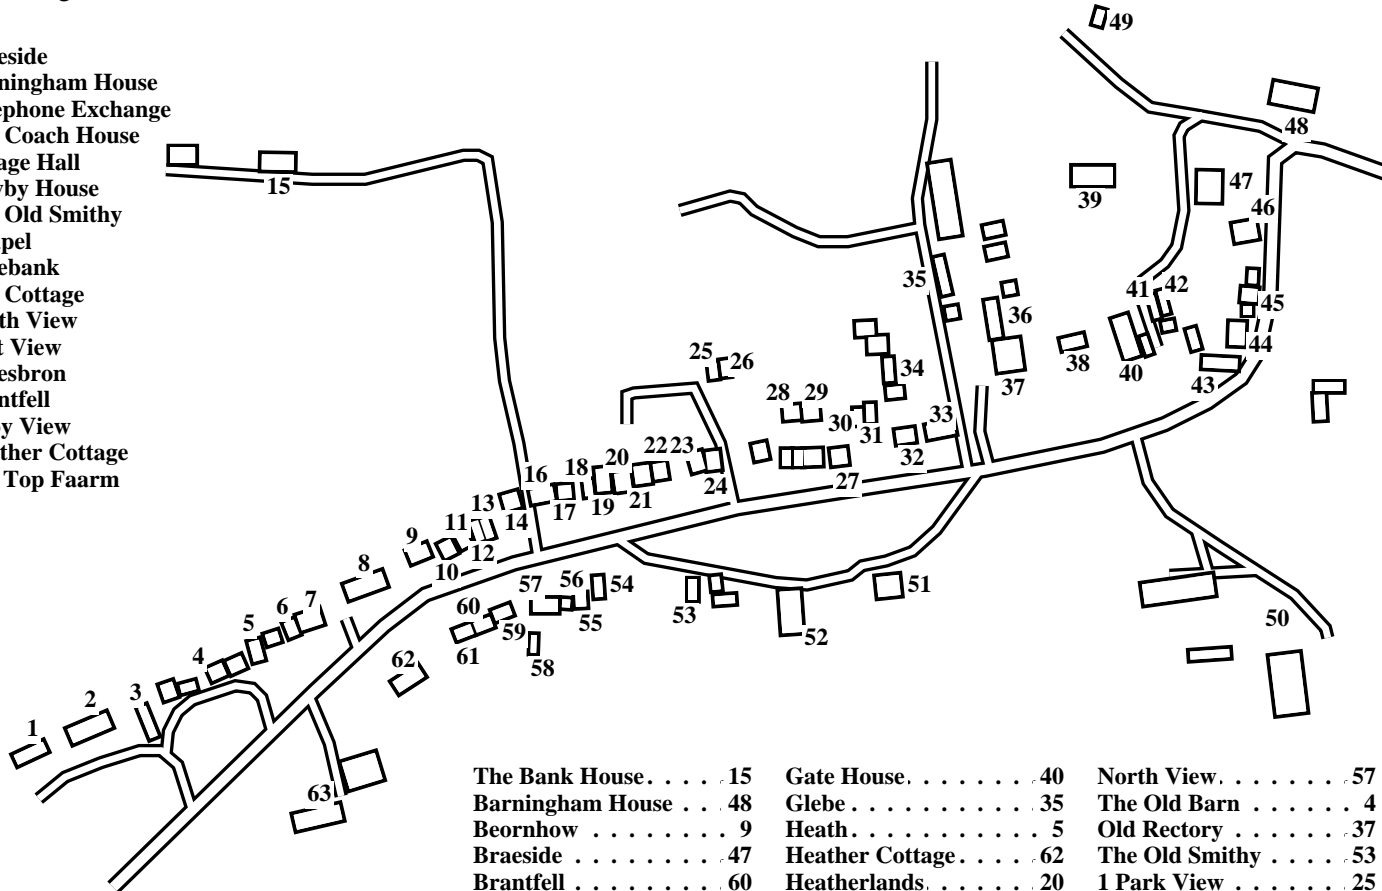 eside
ningham House
ephone Exchange
Coach House
age Hall
by House
Old Smithy
pel
ebank
Cottage
th View
t View
esbron
ntfell
y View
ther Cottage
Top Faarm
49
48
15
39
47
46
35
36
41
42
45
44
25
26
34
38
40
43
37
28
29
30
31
33
32
16
18
20
22
23
27
13
17
19
21
24
11
14
9
12
10
8
57
56
54
53
51
52
50
7
6
60
5
59
55
61
58
4
62
3
2
1
63
The Bank House . . . . 15
Barningham House . . . 48
Beornhow . . . . . . . . 9
Braeside . . . . . . . . . 47
Brantfell . . . . . . . . . 60
Gate House . . . . . . . 40
Glebe . . . . . . . . . . 35
Heath . . . . . . . . . . 5
Heather Cottage . . . . 62
Heatherlands . . . . . . 20
North View . . . . . . . 57
The Old Barn . . . . . . 4
Old Rectory . . . . . . . 37
The Old Smithy . . . . 53
1 Park View . . . . . . 25